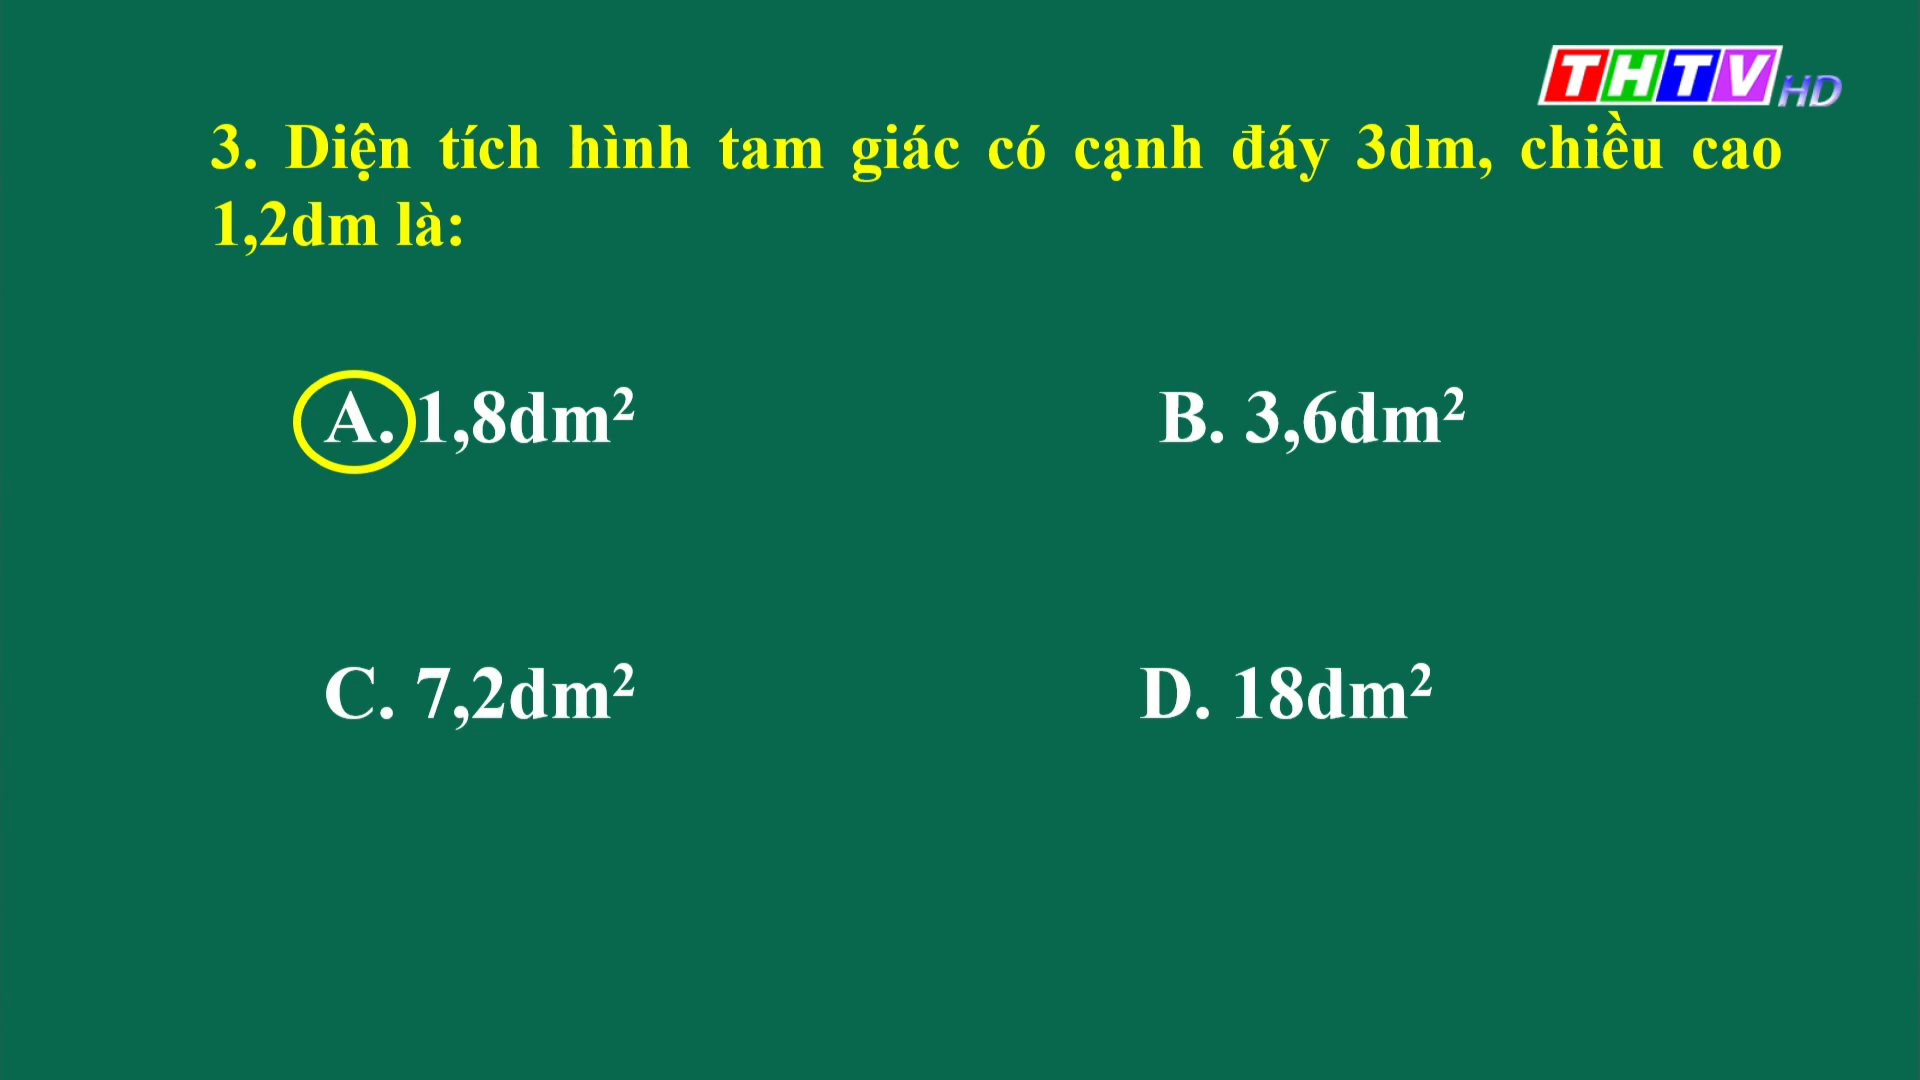 THTV HD
3. Diện tích hình tam giác có cạnh đáy 3dm, chiều cao
1,2dm là:
A. 1,8dm²
B. 3,6dm²
C. 7,2dm²
D. 18dm²